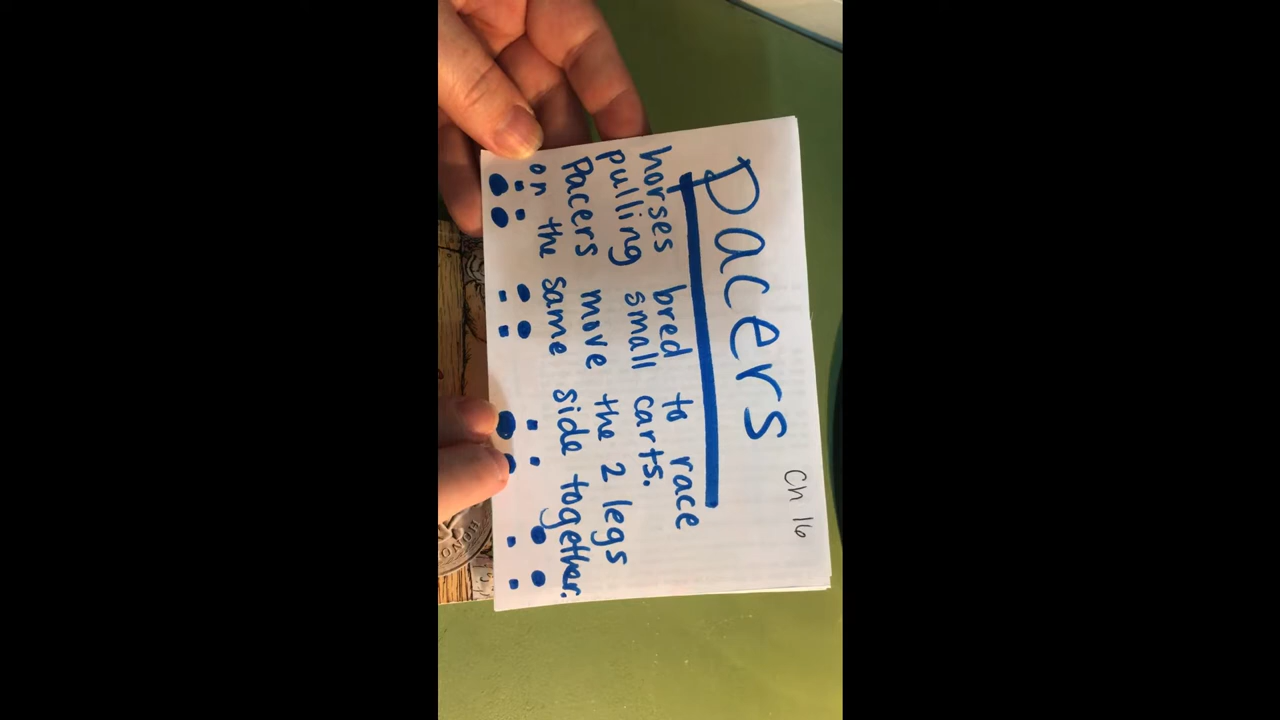 Ch 16
Pacers
horses bred to race
pulling small carts.
Pacers move the 2 legs
on the same side together.